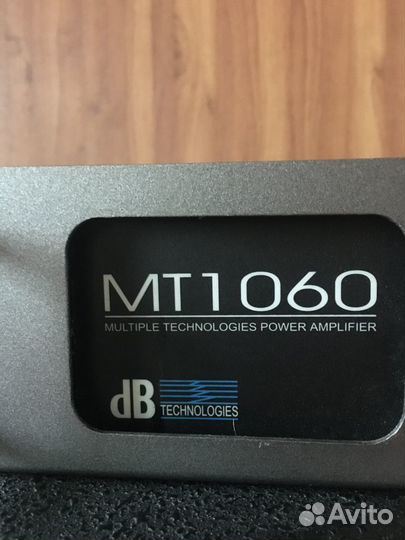 MT1060
MULTIPLE TECHNOLOGIES POWER AMPLIFIER
dB
TECHNOLOGIES
Avito